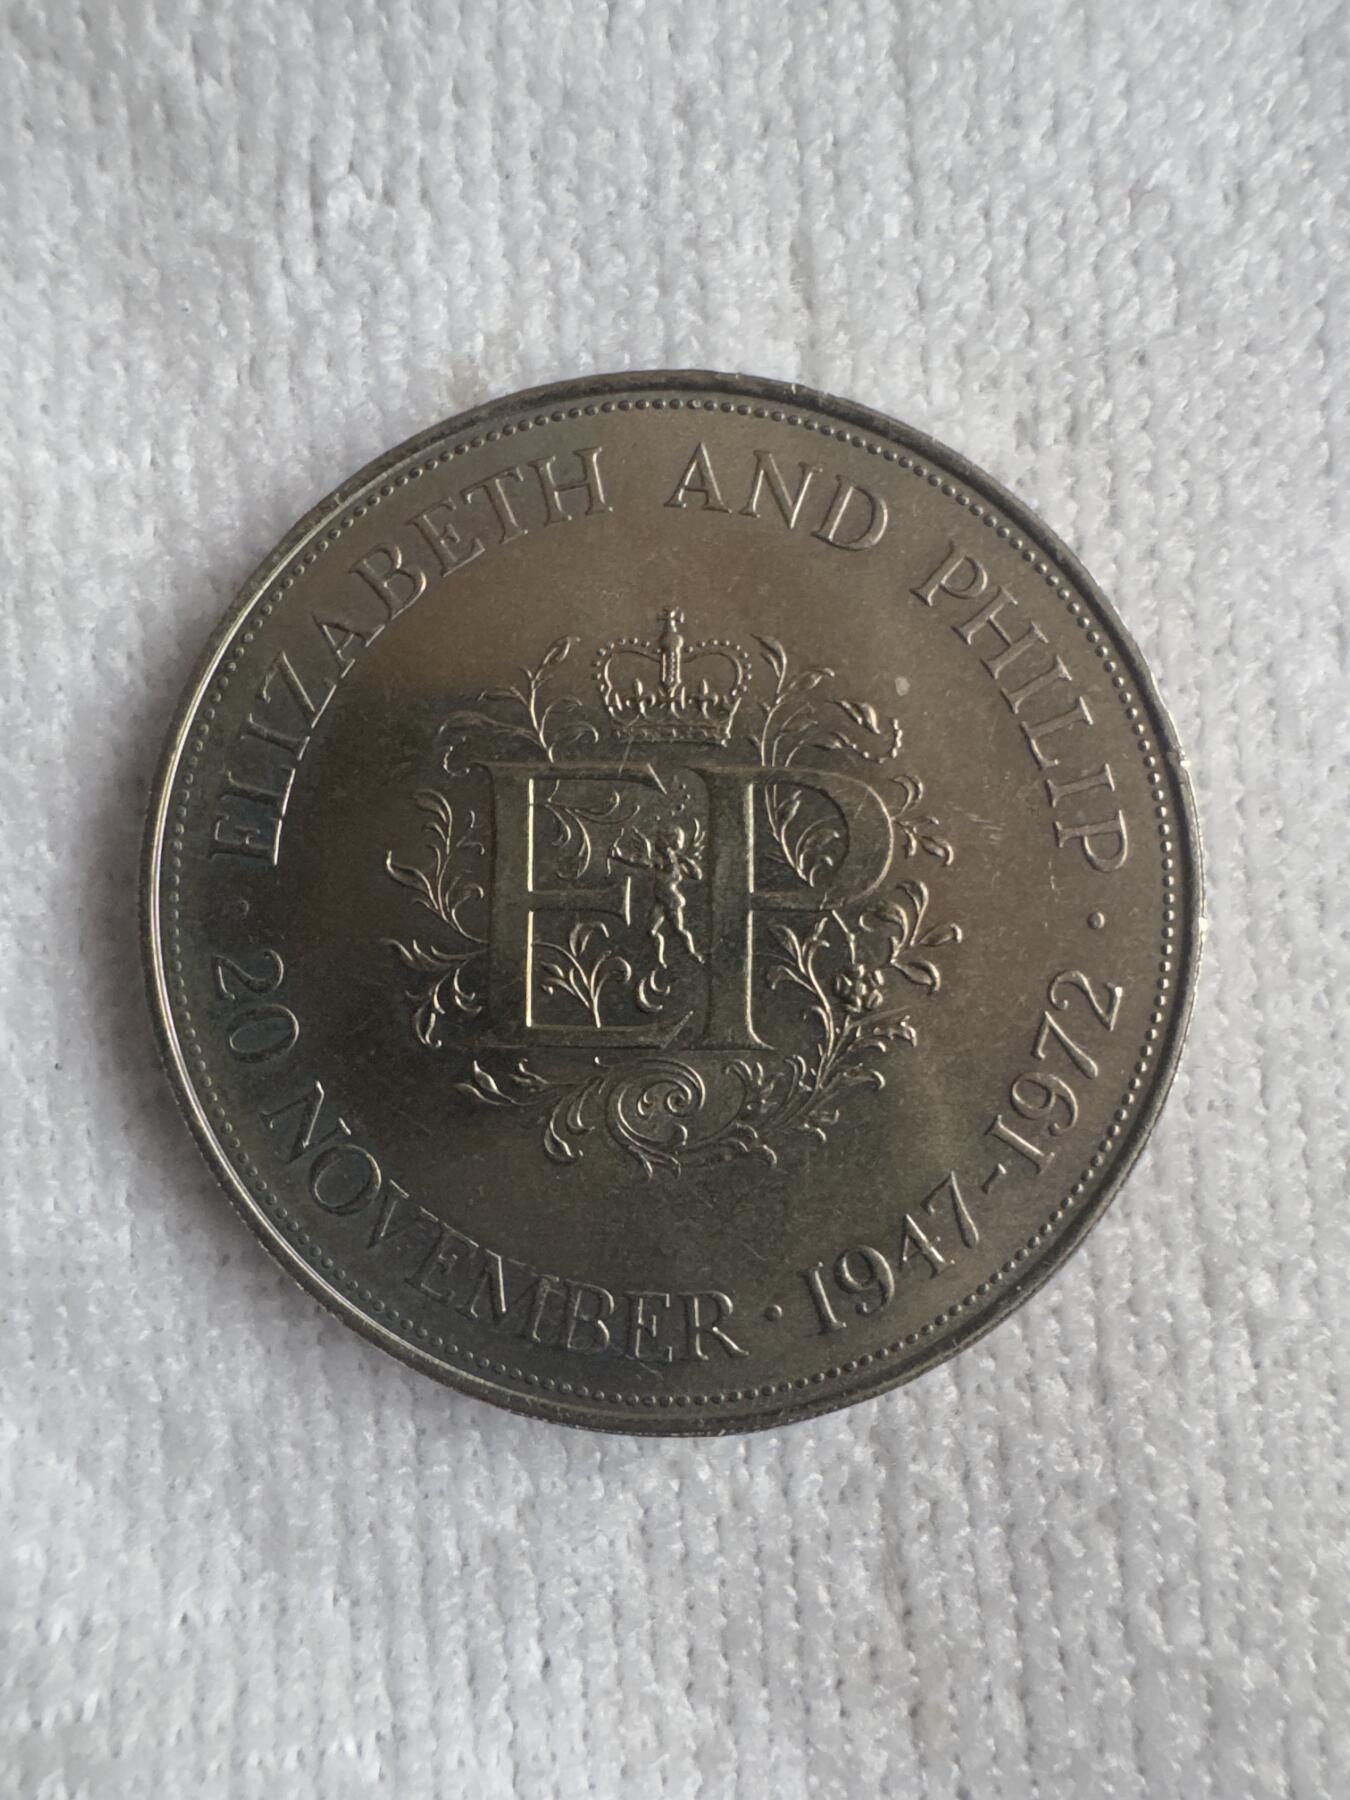 ELIZABETH AND PHILIP · 20 NOVEMBER · 1947-1972 ·
EP